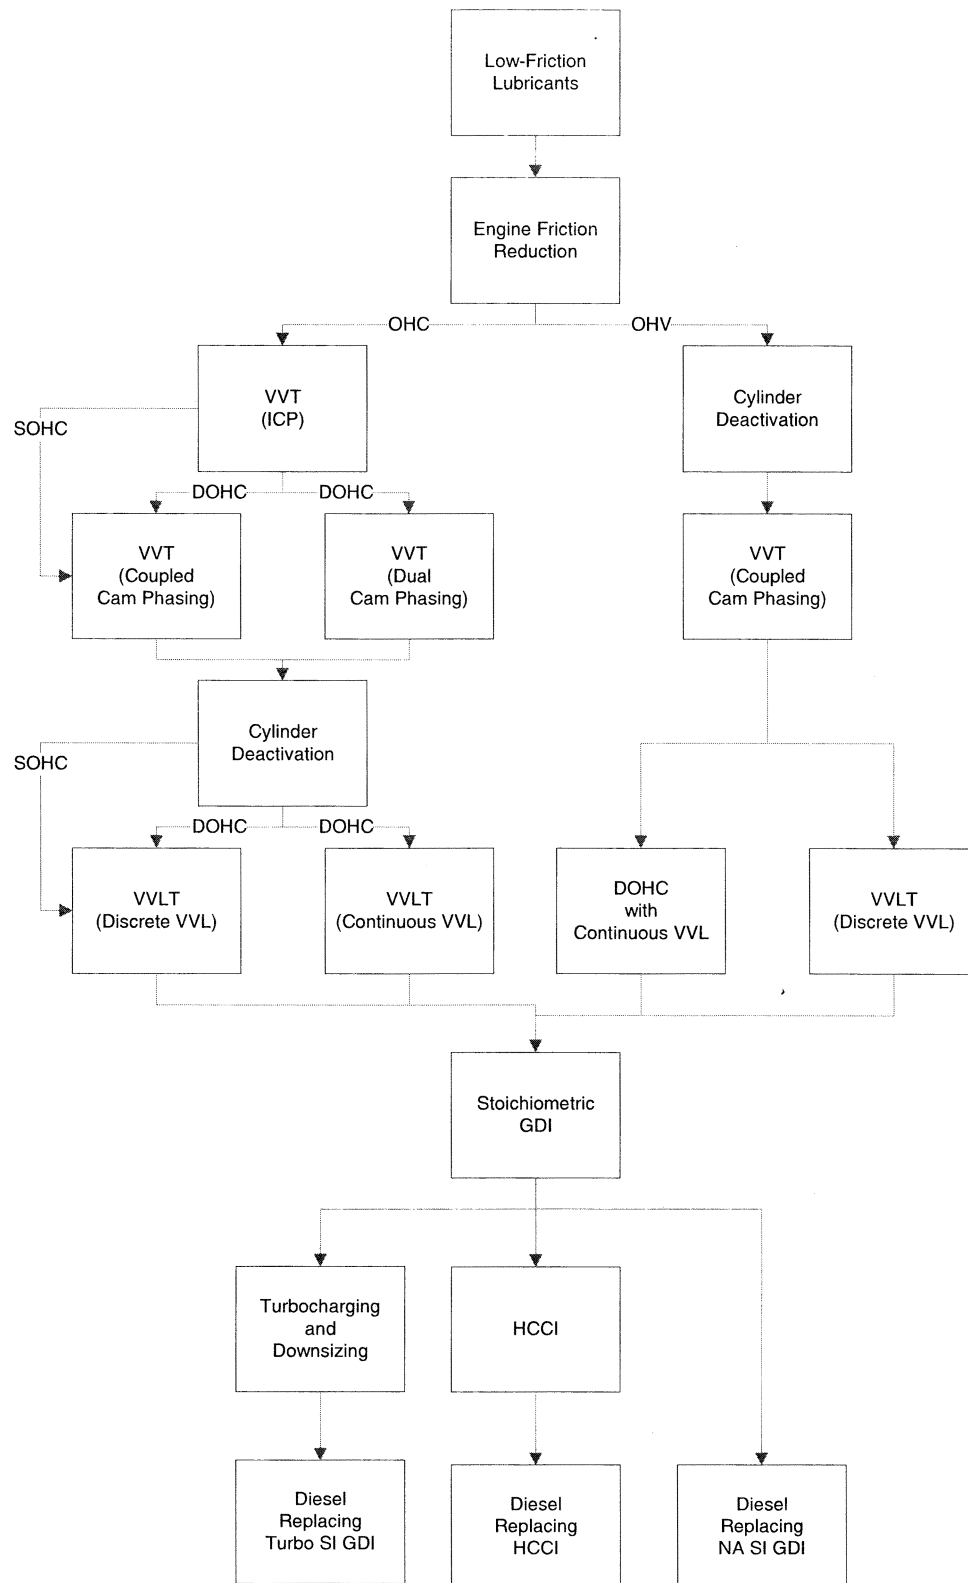 Low-Friction
Lubricants
Engine Friction
Reduction
OHC
OHV
VVT
(ICP)
Cylinder
Deactivation
SOHC
DOHC
DOHC
VVT
(Coupled
Cam Phasing)
VVT
(Dual
Cam Phasing)
VVT
(Coupled
Cam Phasing)
Cylinder
Deactivation
SOHC
DOHC
DOHC
VVLT
(Discrete VVL)
VVLT
(Continuous VVL)
DOHC
with
Continuous VVL
VVLT
(Discrete VVL)
Stoichiometric
GDI
Turbocharging
and
Downsizing
HCCI
Diesel
Replacing
Turbo SI GDI
Diesel
Replacing
HCCI
Diesel
Replacing
NA SI GDI